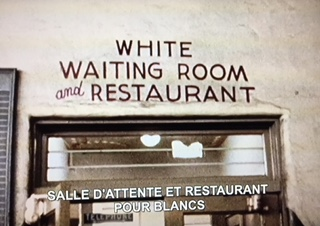 WHITE
WAITING ROOM
and RESTAURANT
SALLE D'ATTENTE ET RESTAURANT
POUR BLANCS
TELEPHONE